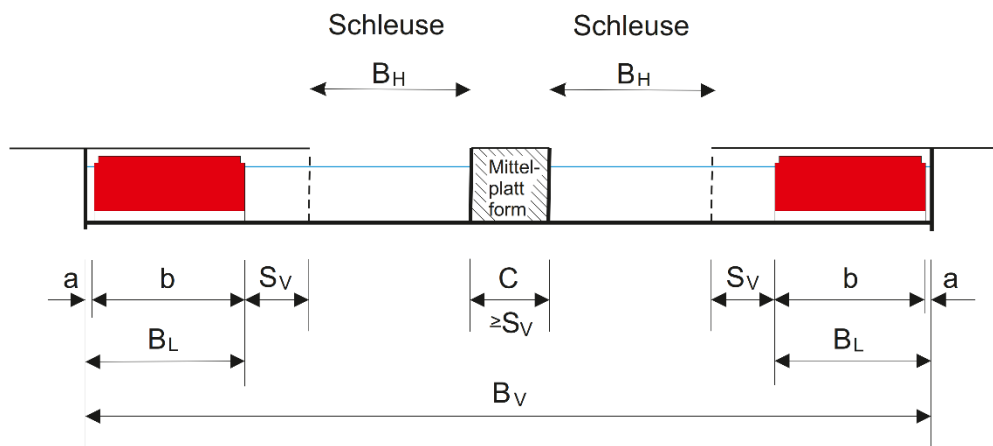 Schleuse Schleuse
BH BH
Mittel-
platt
form
a b SV C SV b a
≥SV
BL BL
BV